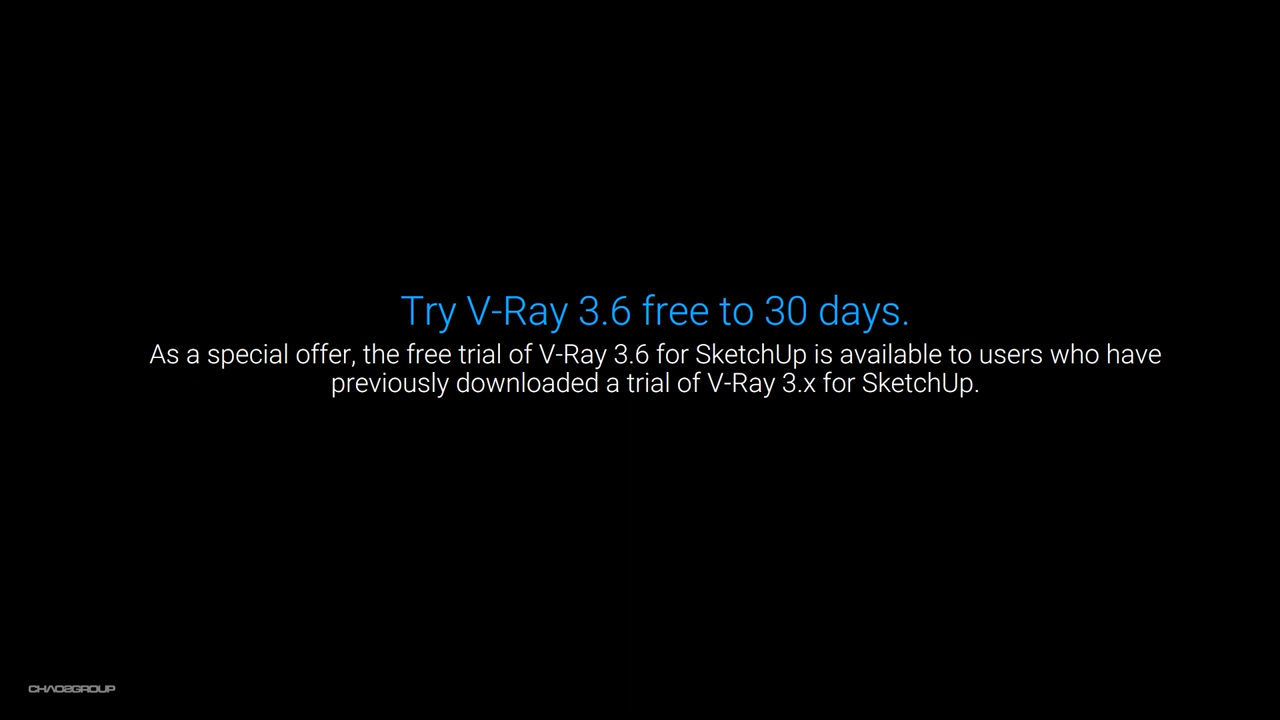 Try V-Ray 3.6 free to 30 days.
As a special offer, the free trial of V-Ray 3.6 for SketchUp is available to users who have
previously downloaded a trial of V-Ray 3.x for SketchUp.
CHAOSGROUP